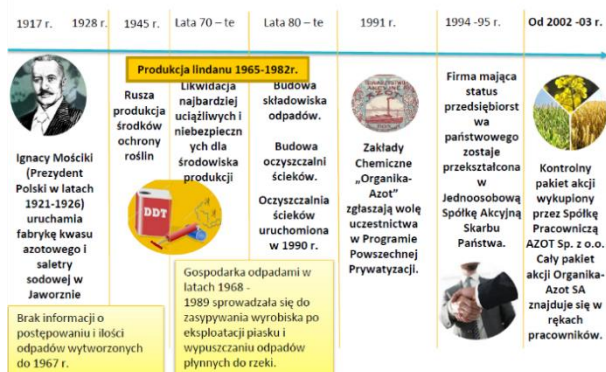 1917 r.
1928 r.
1945 r.
Lata 70 – te
Lata 80 – te
1991 r.
1994 -95 r.
Od 2002 -03 r.
Produkcja lindanu 1965-1982r.
Ignacy Mościki
(Prezydent
Polski w latach
1921-1926)
uruchamia
fabrykę kwasu
azotowego i
saletry
sodowej w
Jaworznie
Rusza
produkcja
środków
ochrony
roślin
DDT
Likwidacja
najbardziej
uciążliwych i
niebezpiecz
nych dla
środowiska
produkcji
Budowa
składowiska
odpadów.
Budowa
oczyszczalni
ścieków.
Oczyszczalnia
ścieków
uruchomiona
w 1990 r.
Zakłady
Chemiczne
„Organika-
Azot”
zgłaszają wolę
uczestnictwa
w Programie
Powszechnej
Prywatyzacji.
Firma mająca
status
przedsiębiorst
wa
państwowego
zostaje
przekształcona
w
Jednoosobową
Spółkę Akcyjną
Skarbu
Państwa.
Kontrolny
pakiet akcji
wykupiony
przez Spółkę
Pracowniczą
AZOT Sp. z o.o.
Cały pakiet
akcji Organika-
Azot SA
znajduje się w
rękach
pracowników.
Brak informacji o
postępowaniu i ilości
odpadów wytworzonych
do 1967 r.
Gospodarka odpadami w
latach 1968 -
1989 sprowadzała się do
zasypywania wyrobiska po
eksploatacji piasku i
wypuszczaniu odpadów
płynnych do rzeki.